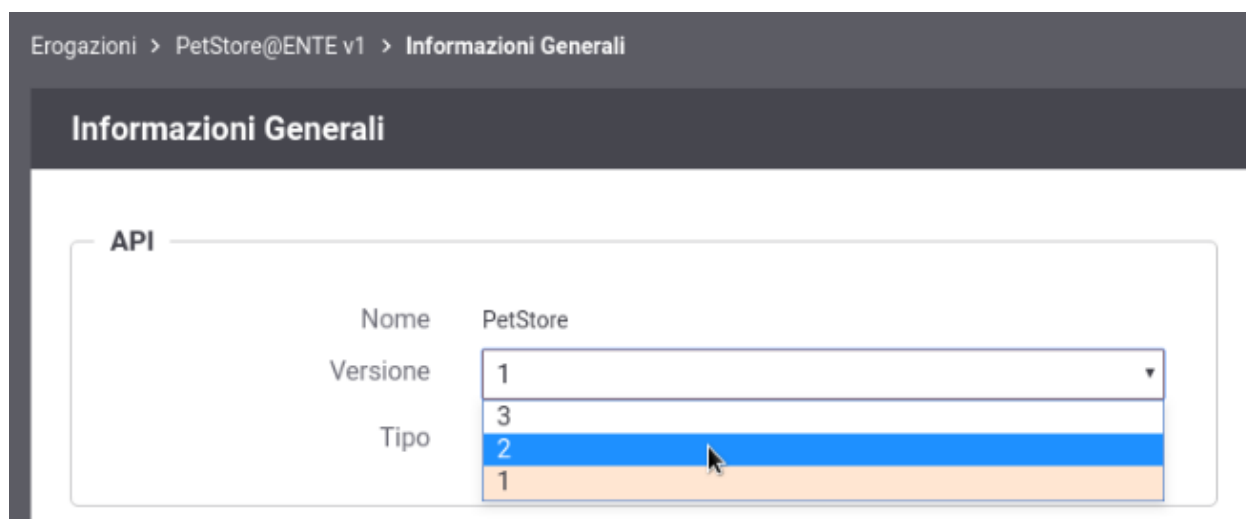 Erogazioni > PetStore@ENTE v1 > Informazioni Generali
Informazioni Generali
API
Nome PetStore
Versione 1
3
Tipo
2
1